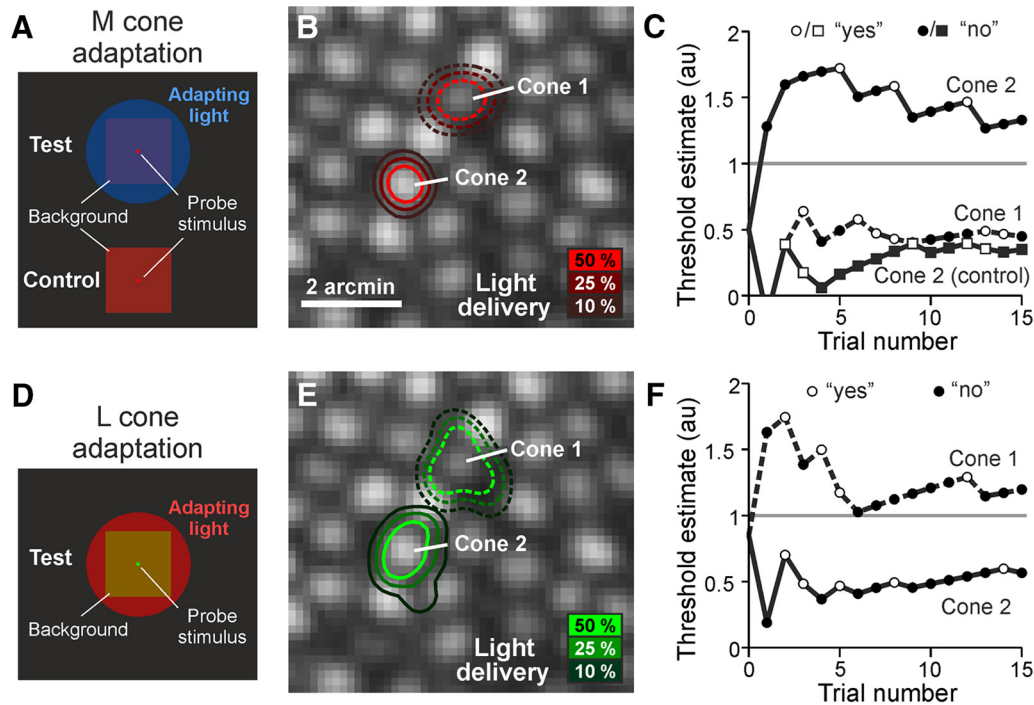 A
M cone
adaptation
Test
Adapting
light
Background
Probe
stimulus
Control
B
Cone 1
Cone 2
2 arcmin
Light
delivery
50 %
25 %
10 %
C
○/□ “yes” ●/■ “no”
Threshold estimate (au)
2
1.5
1
0.5
0
Cone 2
Cone 1
Cone 2 (control)
0 5 10 15
Trial number
D
L cone
adaptation
Test
Adapting
light
Background
Probe
stimulus
E
Cone 1
Cone 2
Light
delivery
50 %
25 %
10 %
F
○ “yes” ● “no”
Threshold estimate (au)
2
1.5
1
0.5
0
Cone 1
Cone 2
0 5 10 15
Trial number